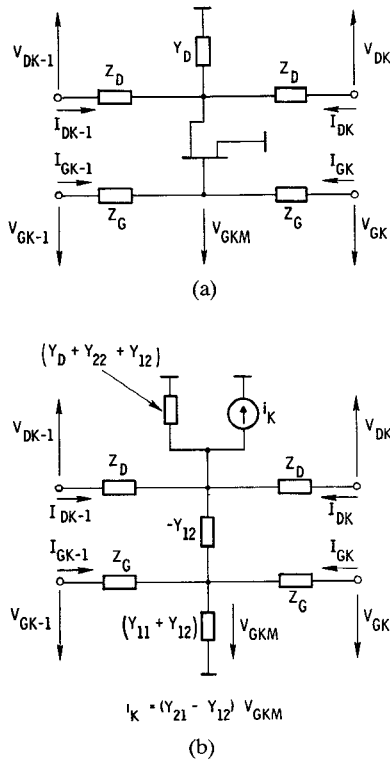 Y_D
V_DK-1
Z_D
Z_D
V_DK
I_DK-1
I_DK
I_GK-1
I_GK
Z_G
Z_G
V_GK-1
V_GKM
V_GK
(a)
(Y_D + Y_22 + Y_12)
i_K
V_DK-1
Z_D
Z_D
V_DK
I_DK-1
-Y_12
I_DK
I_GK-1
Z_G
I_GK
Z_G
V_GK-1
(Y_11 + Y_12)
V_GKM
V_GK
i_K = (Y_21 - Y_12) V_GKM
(b)